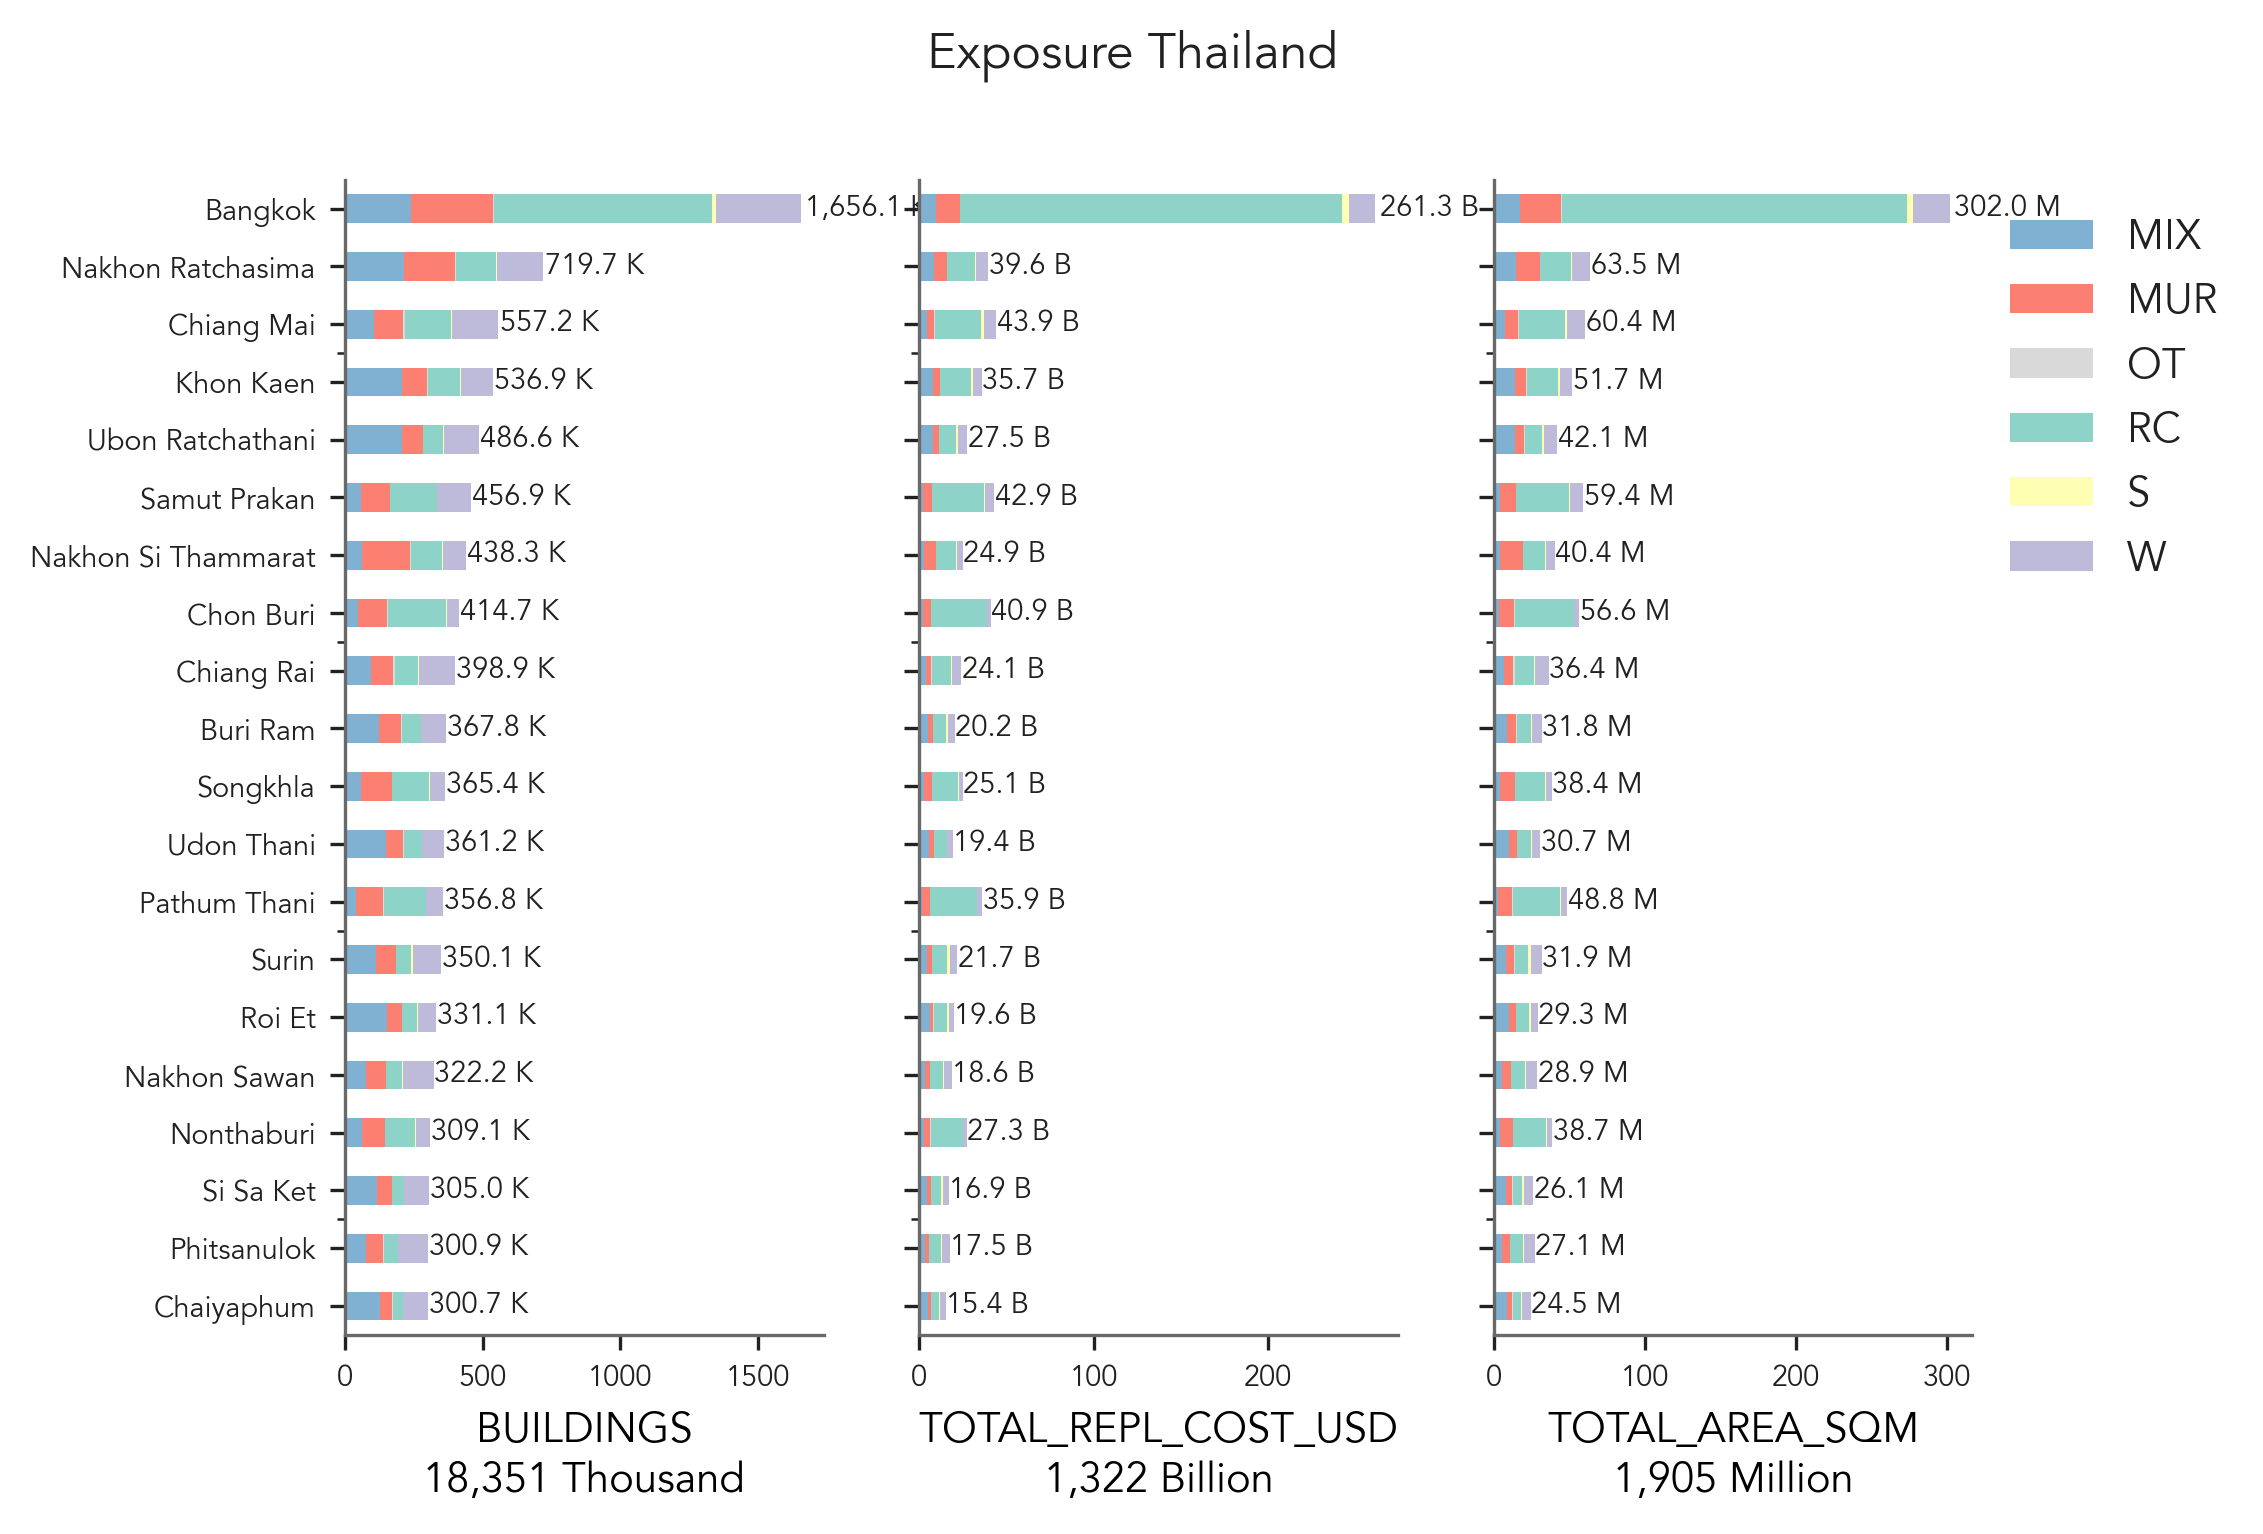 Exposure Thailand
Bangkok
Nakhon Ratchasima
Chiang Mai
Khon Kaen
Ubon Ratchathani
Samut Prakan
Nakhon Si Thammarat
Chon Buri
Chiang Rai
Buri Ram
Songkhla
Udon Thani
Pathum Thani
Surin
Roi Et
Nakhon Sawan
Nonthaburi
Si Sa Ket
Phitsanulok
Chaiyaphum
1,656.1 K
719.7 K
557.2 K
536.9 K
486.6 K
456.9 K
438.3 K
414.7 K
398.9 K
367.8 K
365.4 K
361.2 K
356.8 K
350.1 K
331.1 K
322.2 K
309.1 K
305.0 K
300.9 K
300.7 K
0 500 1000 1500
BUILDINGS
18,351 Thousand
261.3 B
39.6 B
43.9 B
35.7 B
27.5 B
42.9 B
24.9 B
40.9 B
24.1 B
20.2 B
25.1 B
19.4 B
35.9 B
21.7 B
19.6 B
18.6 B
27.3 B
16.9 B
17.5 B
15.4 B
0 100 200
TOTAL_REPL_COST_USD
1,322 Billion
302.0 M
63.5 M
60.4 M
51.7 M
42.1 M
59.4 M
40.4 M
56.6 M
36.4 M
31.8 M
38.4 M
30.7 M
48.8 M
31.9 M
29.3 M
28.9 M
38.7 M
26.1 M
27.1 M
24.5 M
0 100 200 300
TOTAL_AREA_SQM
1,905 Million
MIX
MUR
OT
RC
S
W